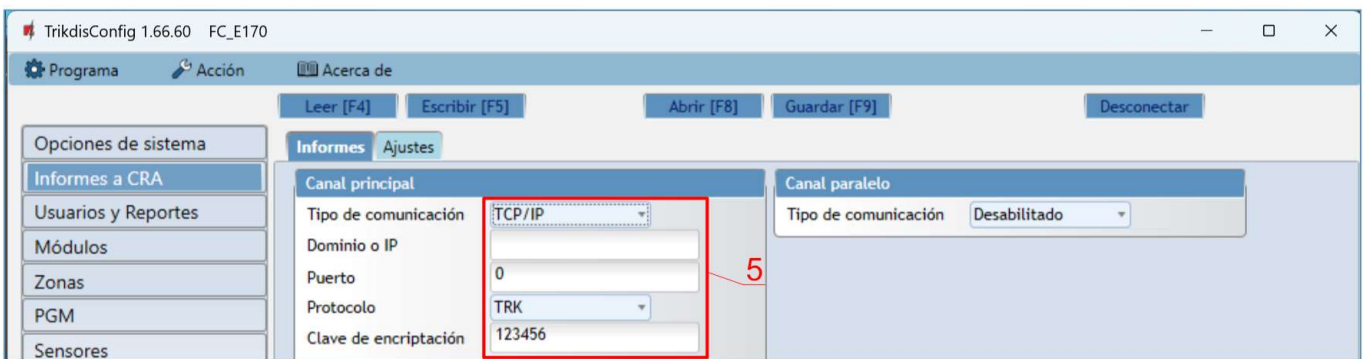 TrikdisConfig 1.66.60 FC_E170
Programa Acción Acerca de
Leer [F4] Escribir [F5] Abrir [F8] Guardar [F9] Desconectar
Opciones de sistema
Informes a CRA
Usuarios y Reportes
Módulos
Zonas
PGM
Sensores
Informes Ajustes
Canal principal
Tipo de comunicación TCP/IP
Dominio o IP
Puerto 0
Protocolo TRK
Clave de encriptación 123456
5
Canal paralelo
Tipo de comunicación Desabilitado